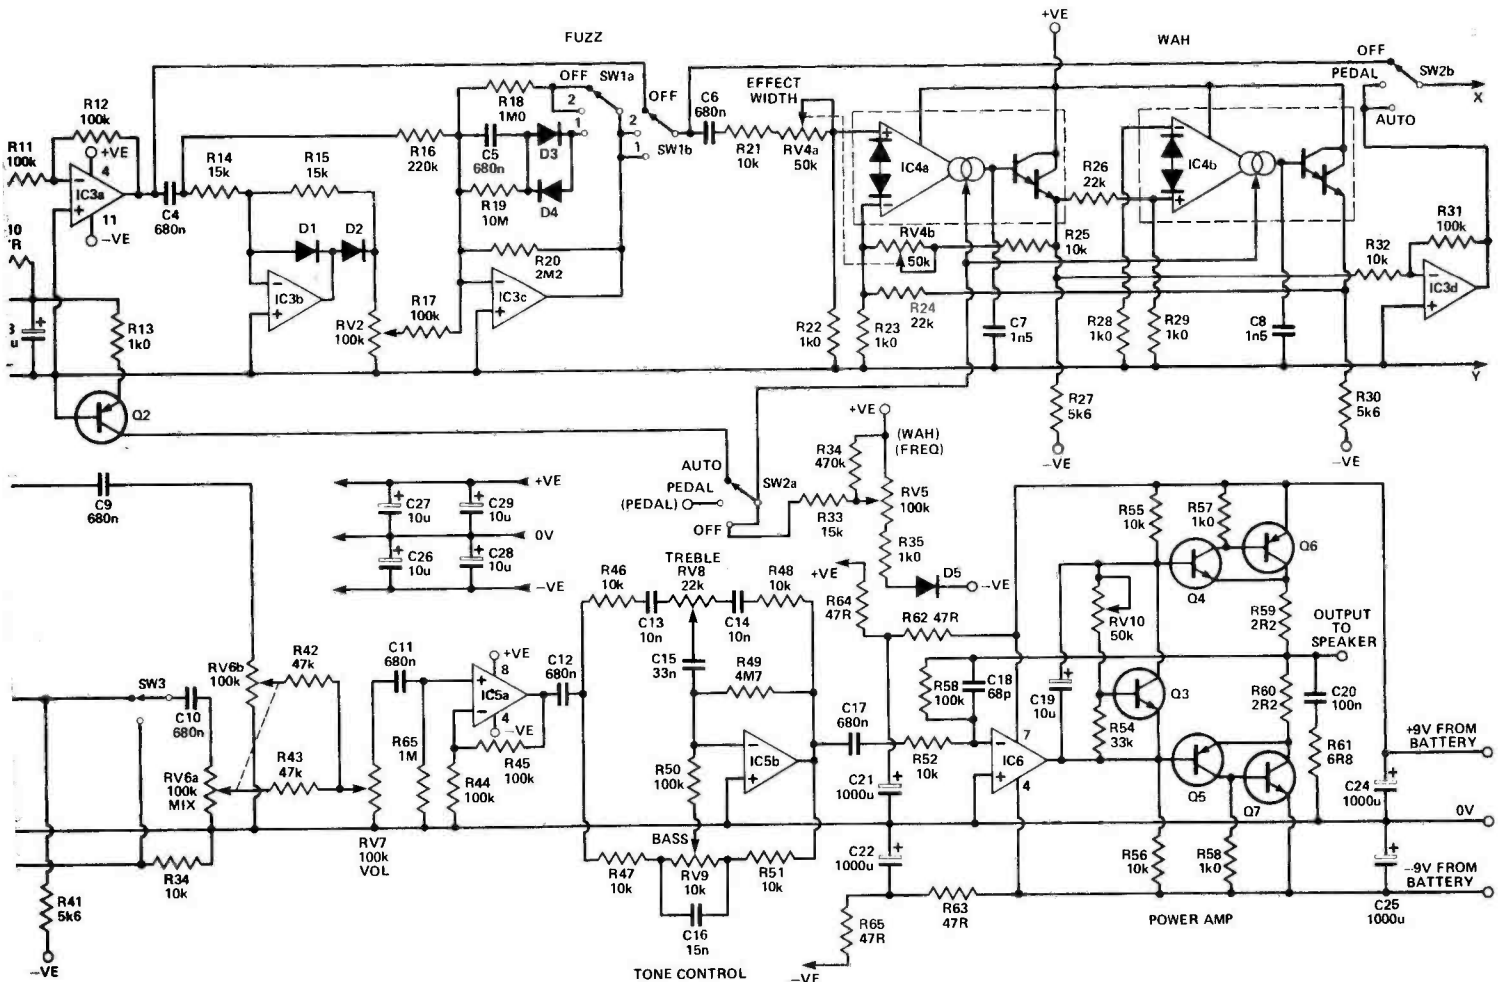 FUZZ
WAH
+VE
OFF
SW2b
PEDAL
X
AUTO
R11
100k
R12
100k
+VE
4
IC3a
11
−VE
C4
680n
R14
15k
R15
15k
D1
D2
IC3b
RV2
100k
R17
100k
R16
220k
R18
1M0
OFF
SW1a
2
1
C5
680n
D3
R19
10M
D4
R20
2M2
IC3c
OFF
2
1
SW1b
C6
680n
EFFECT
WIDTH
R21
10k
RV4a
50k
IC4a
RV4b
50k
R25
10k
R24
22k
R22
1k0
R23
1k0
C7
1n5
R26
22k
R28
1k0
R29
1k0
IC4b
C8
1n5
R32
10k
R31
100k
IC3d
Y
R27
5k6
−VE
R30
5k6
−VE
10
R
u
R13
1k0
Q2
+VE
(WAH)
(FREQ)
R34
470k
RV5
100k
R33
15k
R35
1k0
D5
−VE
AUTO
PEDAL
(PEDAL)
OFF
SW2a
C9
680n
C27
10u
C29
10u
+VE
0V
C26
10u
C28
10u
−VE
SW3
C10
680n
RV6b
100k
R42
47k
RV6a
100k
MIX
R43
47k
R34
10k
R41
5k6
−VE
RV7
100k
VOL
C11
680n
R65
1M
+VE
8
IC5a
4
−VE
R44
100k
R45
100k
C12
680n
TREBLE
RV8
22k
R46
10k
C13
10n
C14
10n
R48
10k
C15
33n
R49
4M7
R50
100k
IC5b
BASS
R47
10k
RV9
10k
R51
10k
C16
15n
TONE CONTROL
C17
680n
R52
10k
+VE
R64
47R
R62 47R
R58
100k
C18
68p
IC6
7
4
C21
1000u
C22
1000u
R63
47R
R65
47R
−VE
C19
10u
RV10
50k
R54
33k
Q3
R55
10k
R57
1k0
Q4
Q6
R59
2R2
OUTPUT
TO
SPEAKER
R60
2R2
C20
100n
R61
6R8
Q5
Q7
R56
10k
R58
1k0
POWER AMP
+9V FROM
BATTERY
C24
1000u
0V
−9V FROM
BATTERY
C25
1000u